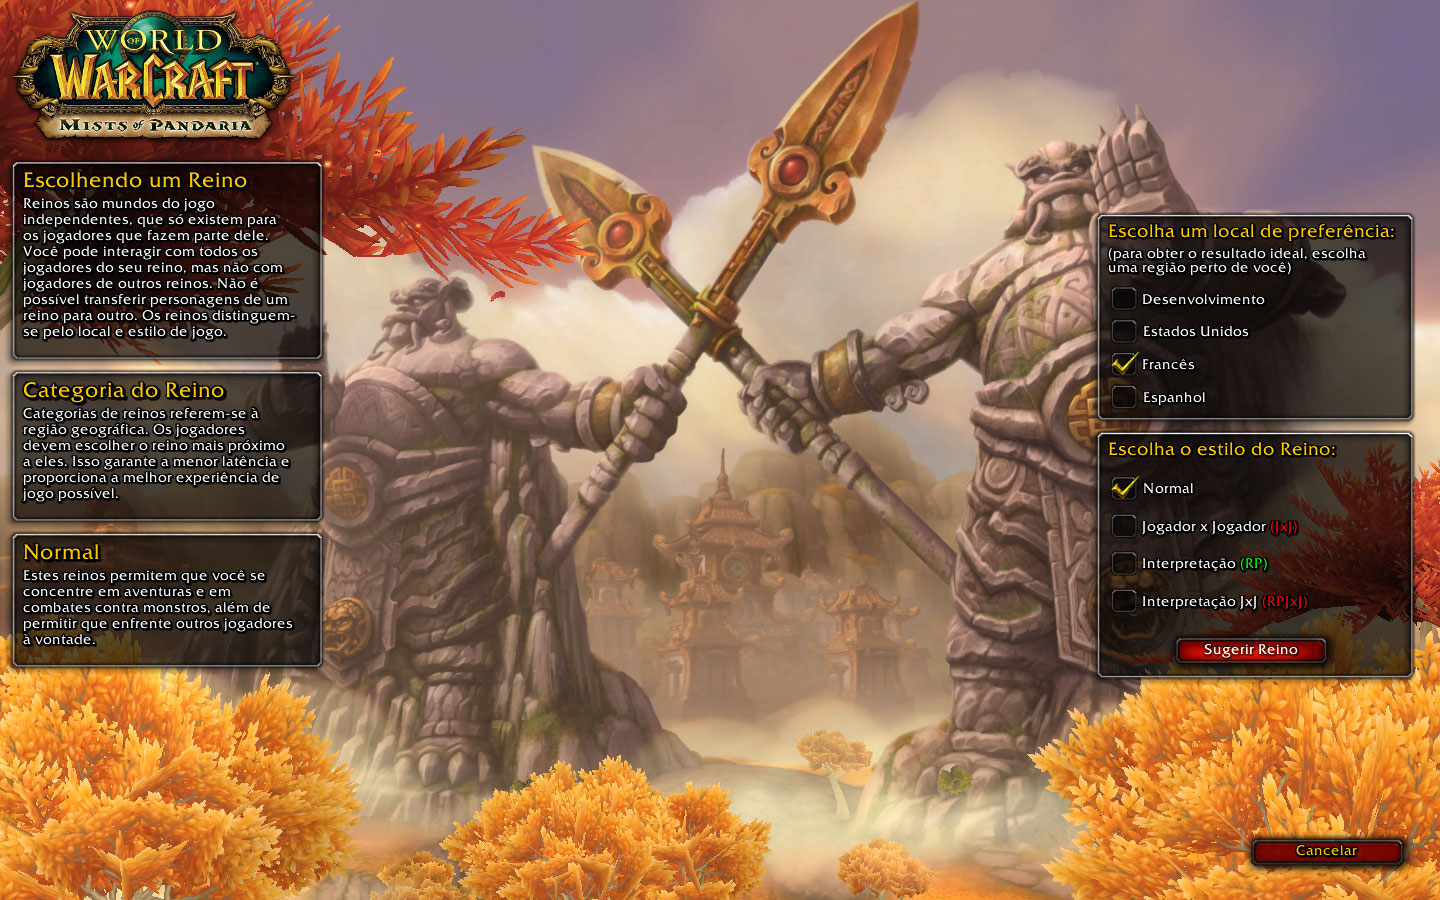 WORLD
OF
WARCRAFT
MISTS of PANDARIA
Escolhendo um Reino
Reinos são mundos do jogo
independentes, que só existem para
os jogadores que fazem parte dele.
Você pode interagir com todos os
jogadores do seu reino, mas não com
jogadores de outros reinos. Não é
possível transferir personagens de um
reino para outro. Os reinos distinguem-
se pelo local e estilo de jogo.
Categoria do Reino
Categorias de reinos referem-se à
região geográfica. Os jogadores
devem escolher o reino mais próximo
a eles. Isso garante a menor latência e
proporciona a melhor experiência de
jogo possível.
Normal
Estes reinos permitem que você se
concentre em aventuras e em
combates contra monstros, além de
permitir que enfrente outros jogadores
à vontade.
Escolha um local de preferência:
(para obter o resultado ideal, escolha
uma região perto de você)
Desenvolvimento
Estados Unidos
Francês
Espanhol
Escolha o estilo do Reino:
Normal
Jogador x Jogador (JxJ)
Interpretação (RP)
Interpretação JxJ (RPJxJ)
Sugerir Reino
Cancelar